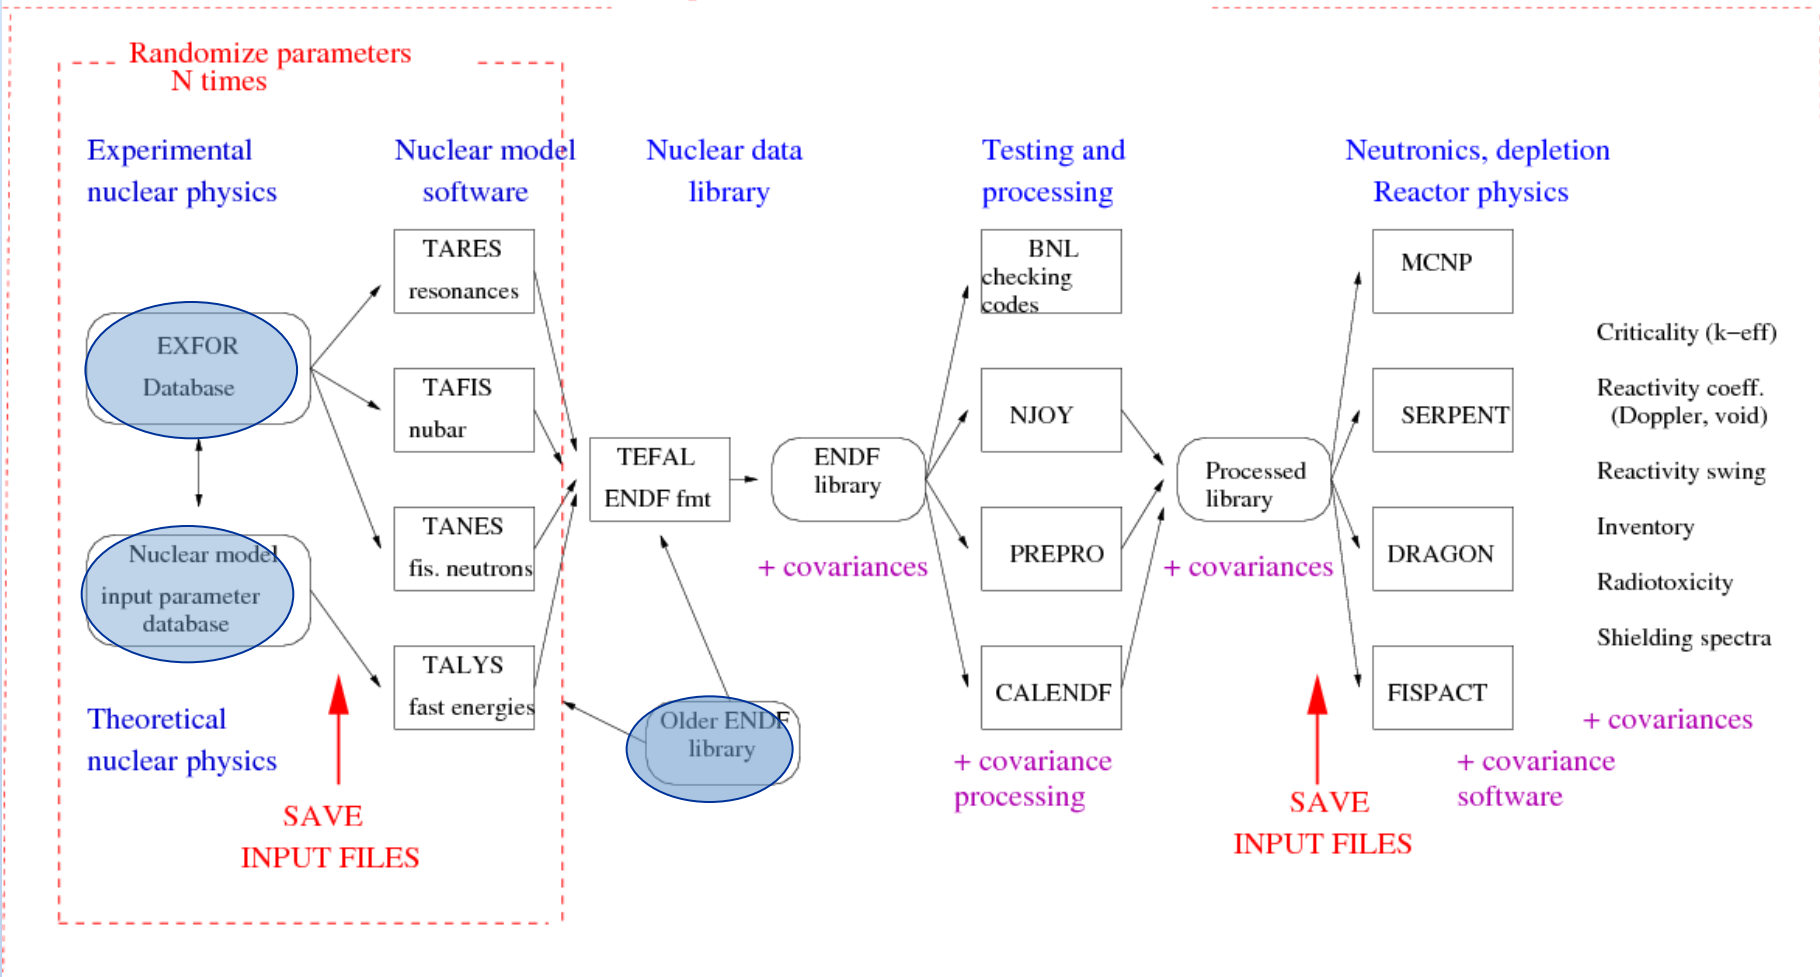 Randomize parameters
N times
Experimental
nuclear physics
Nuclear model
software
Nuclear data
library
Testing and
processing
Neutronics, depletion
Reactor physics
EXFOR
Database
Nuclear model
input parameter
database
Theoretical
nuclear physics
SAVE
INPUT FILES
TARES
resonances
TAFIS
nubar
TANES
fis. neutrons
TALYS
fast energies
TEFAL
ENDF fmt
Older ENDF
library
ENDF
library
+ covariances
BNL
checking
codes
NJOY
PREPRO
CALENDF
+ covariance
processing
Processed
library
+ covariances
SAVE
INPUT FILES
MCNP
SERPENT
DRAGON
FISPACT
+ covariance
software
Criticality (k−eff)
Reactivity coeff.
(Doppler, void)
Reactivity swing
Inventory
Radiotoxicity
Shielding spectra
+ covariances